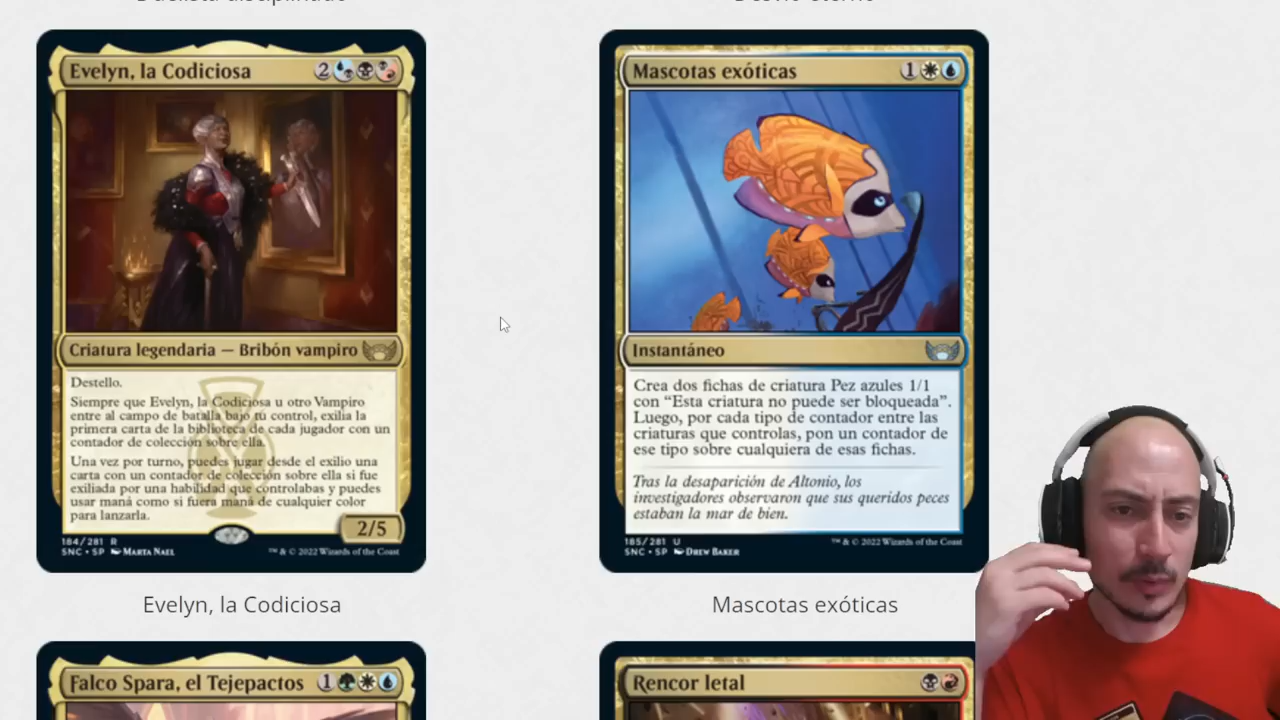 Duelista disciplinado
Desvío eterno
Evelyn, la Codiciosa
2
Criatura legendaria — Bribón vampiro
Destello.
Siempre que Evelyn, la Codiciosa u otro Vampiro
entre al campo de batalla bajo tu control, exilia la
primera carta de la biblioteca de cada jugador con un
contador de colección sobre ella.
Una vez por turno, puedes jugar desde el exilio una
carta con un contador de colección sobre ella si fue
exiliada por una habilidad que controlabas y puedes
usar maná como si fuera maná de cualquier color
para lanzarla.
2/5
184/281 R
SNC • SP Marta Nael
™ & © 2022 Wizards of the Coast
Evelyn, la Codiciosa
Mascotas exóticas
1
Instantáneo
Crea dos fichas de criatura Pez azules 1/1
con “Esta criatura no puede ser bloqueada”.
Luego, por cada tipo de contador entre las
criaturas que controlas, pon un contador de
ese tipo sobre cualquiera de esas fichas.
Tras la desaparición de Altonio, los
investigadores observaron que sus queridos peces
estaban la mar de bien.
185/281 U
SNC • SP Drew Baker
™ & © 2022 Wizards of the Coast
Mascotas exóticas
Falco Spara, el Tejepactos
1
Rencor letal